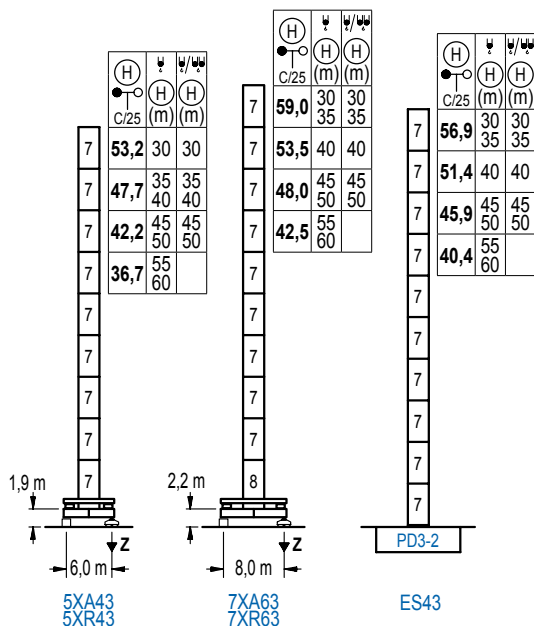 H
C/25
H
(m)
H
(m)
53,2 30 30
47,7 35 40 35 40
42,2 45 50 45 50
36,7 55 60
7
7
7
7
7
7
7
7
7
1,9 m
Z
6,0 m
5XA43
5XR43
H
C/25
H
(m)
H
(m)
59,0 30 35 30 35
53,5 40 40
48,0 45 50 45 50
42,5 55 60
7
7
7
7
7
7
7
7
7
8
2,2 m
Z
8,0 m
7XA63
7XR63
H
C/25
H
(m)
H
(m)
56,9 30 35 30 35
51,4 40 40
45,9 45 50 45 50
40,4 55 60
7
7
7
7
7
7
7
7
7
7
PD3-2
ES43